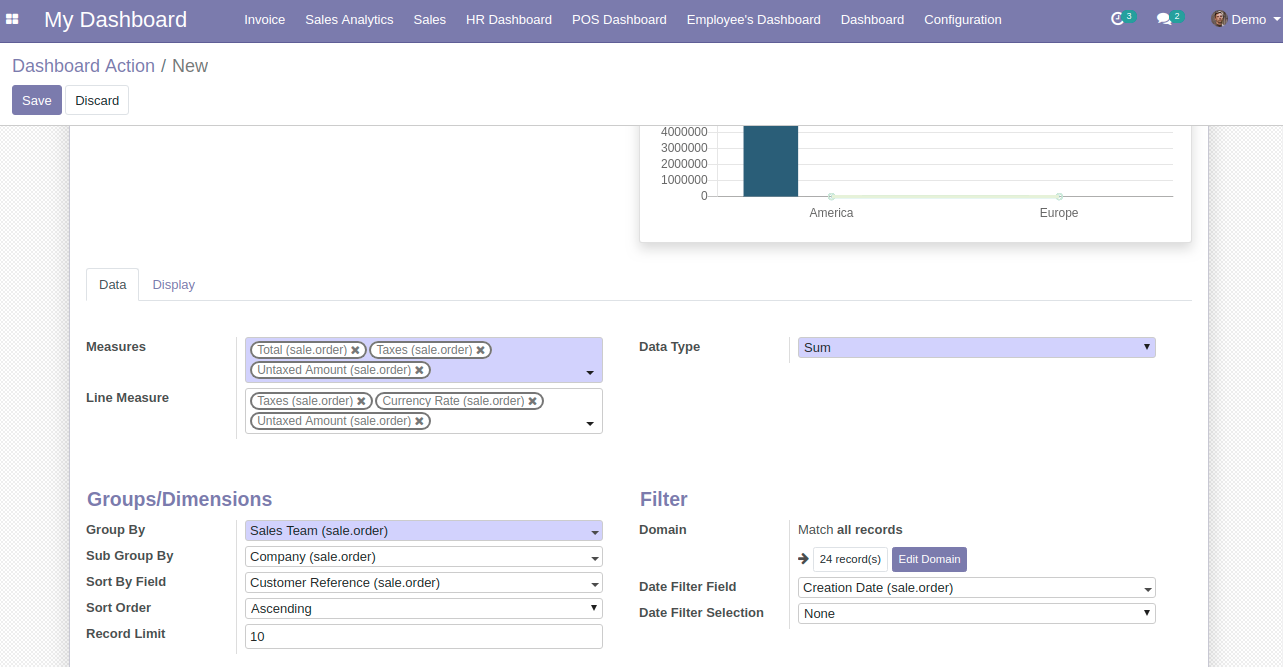 My Dashboard Invoice Sales Analytics Sales HR Dashboard POS Dashboard Employee's Dashboard Dashboard Configuration 3 2 Demo
Dashboard Action / New
Save Discard
4000000
3000000
2000000
1000000
0
America Europe
Data Display
Measures Total (sale.order) Taxes (sale.order)
Untaxed Amount (sale.order)
Data Type Sum
Line Measure Taxes (sale.order) Currency Rate (sale.order)
Untaxed Amount (sale.order)
Groups/Dimensions
Group By Sales Team (sale.order)
Sub Group By Company (sale.order)
Sort By Field Customer Reference (sale.order)
Sort Order Ascending
Record Limit 10
Filter
Domain Match all records
24 record(s) Edit Domain
Date Filter Field Creation Date (sale.order)
Date Filter Selection None